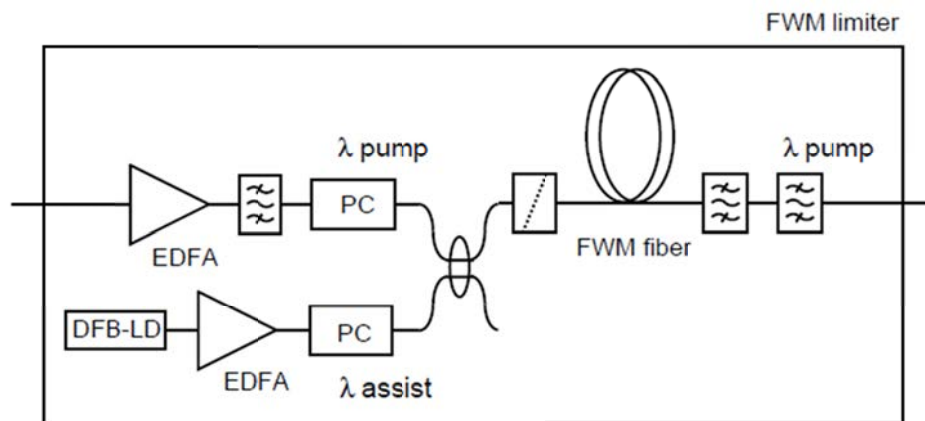 FWM limiter
λ pump
λ pump
PC
EDFA
FWM fiber
DFB-LD
PC
EDFA
λ assist